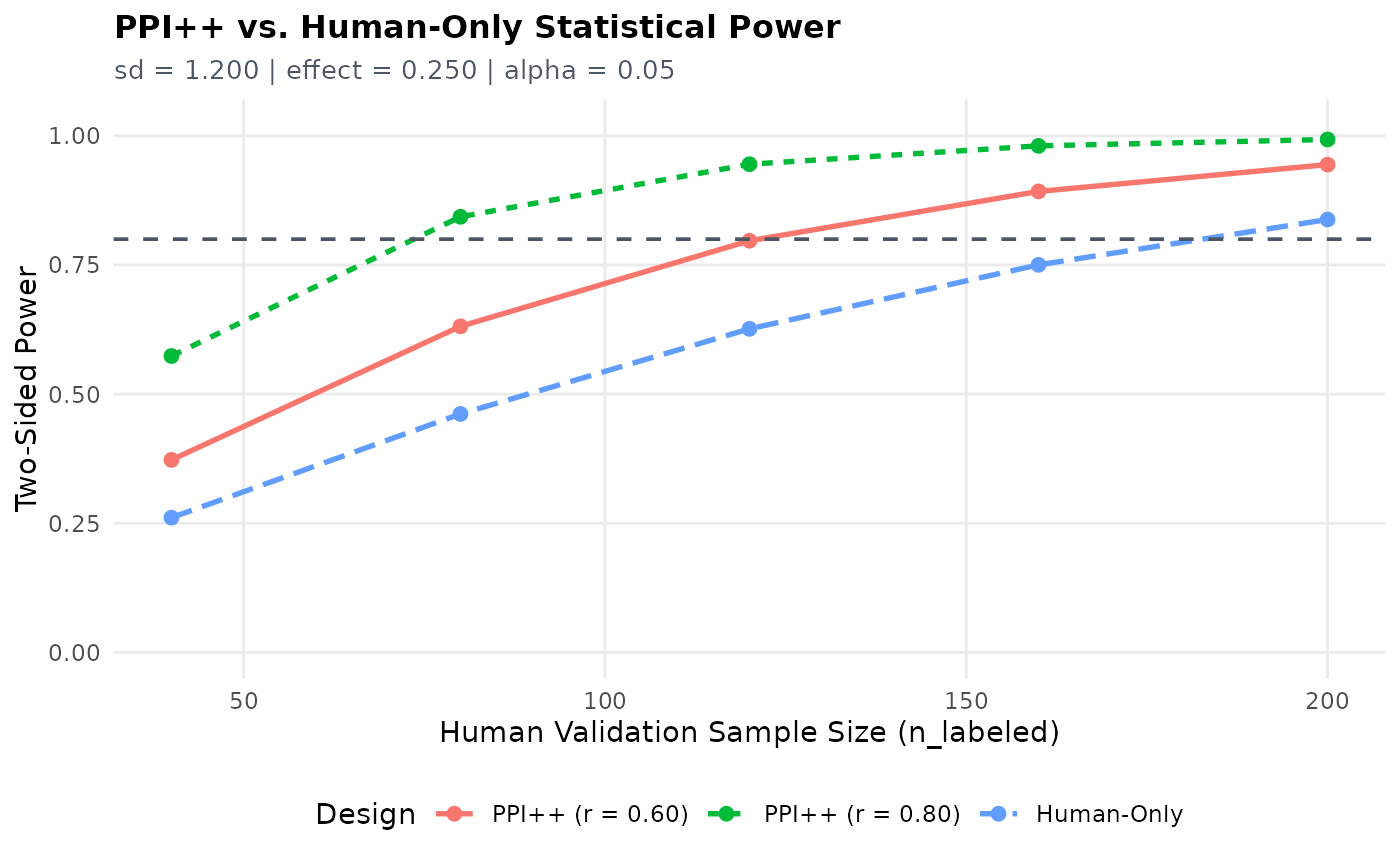 PPI++ vs. Human-Only Statistical Power
sd = 1.200 | effect = 0.250 | alpha = 0.05
Two-Sided Power
1.00
0.75
0.50
0.25
0.00
50 100 150 200
Human Validation Sample Size (n_labeled)
Design PPI++ (r = 0.60) PPI++ (r = 0.80) Human-Only